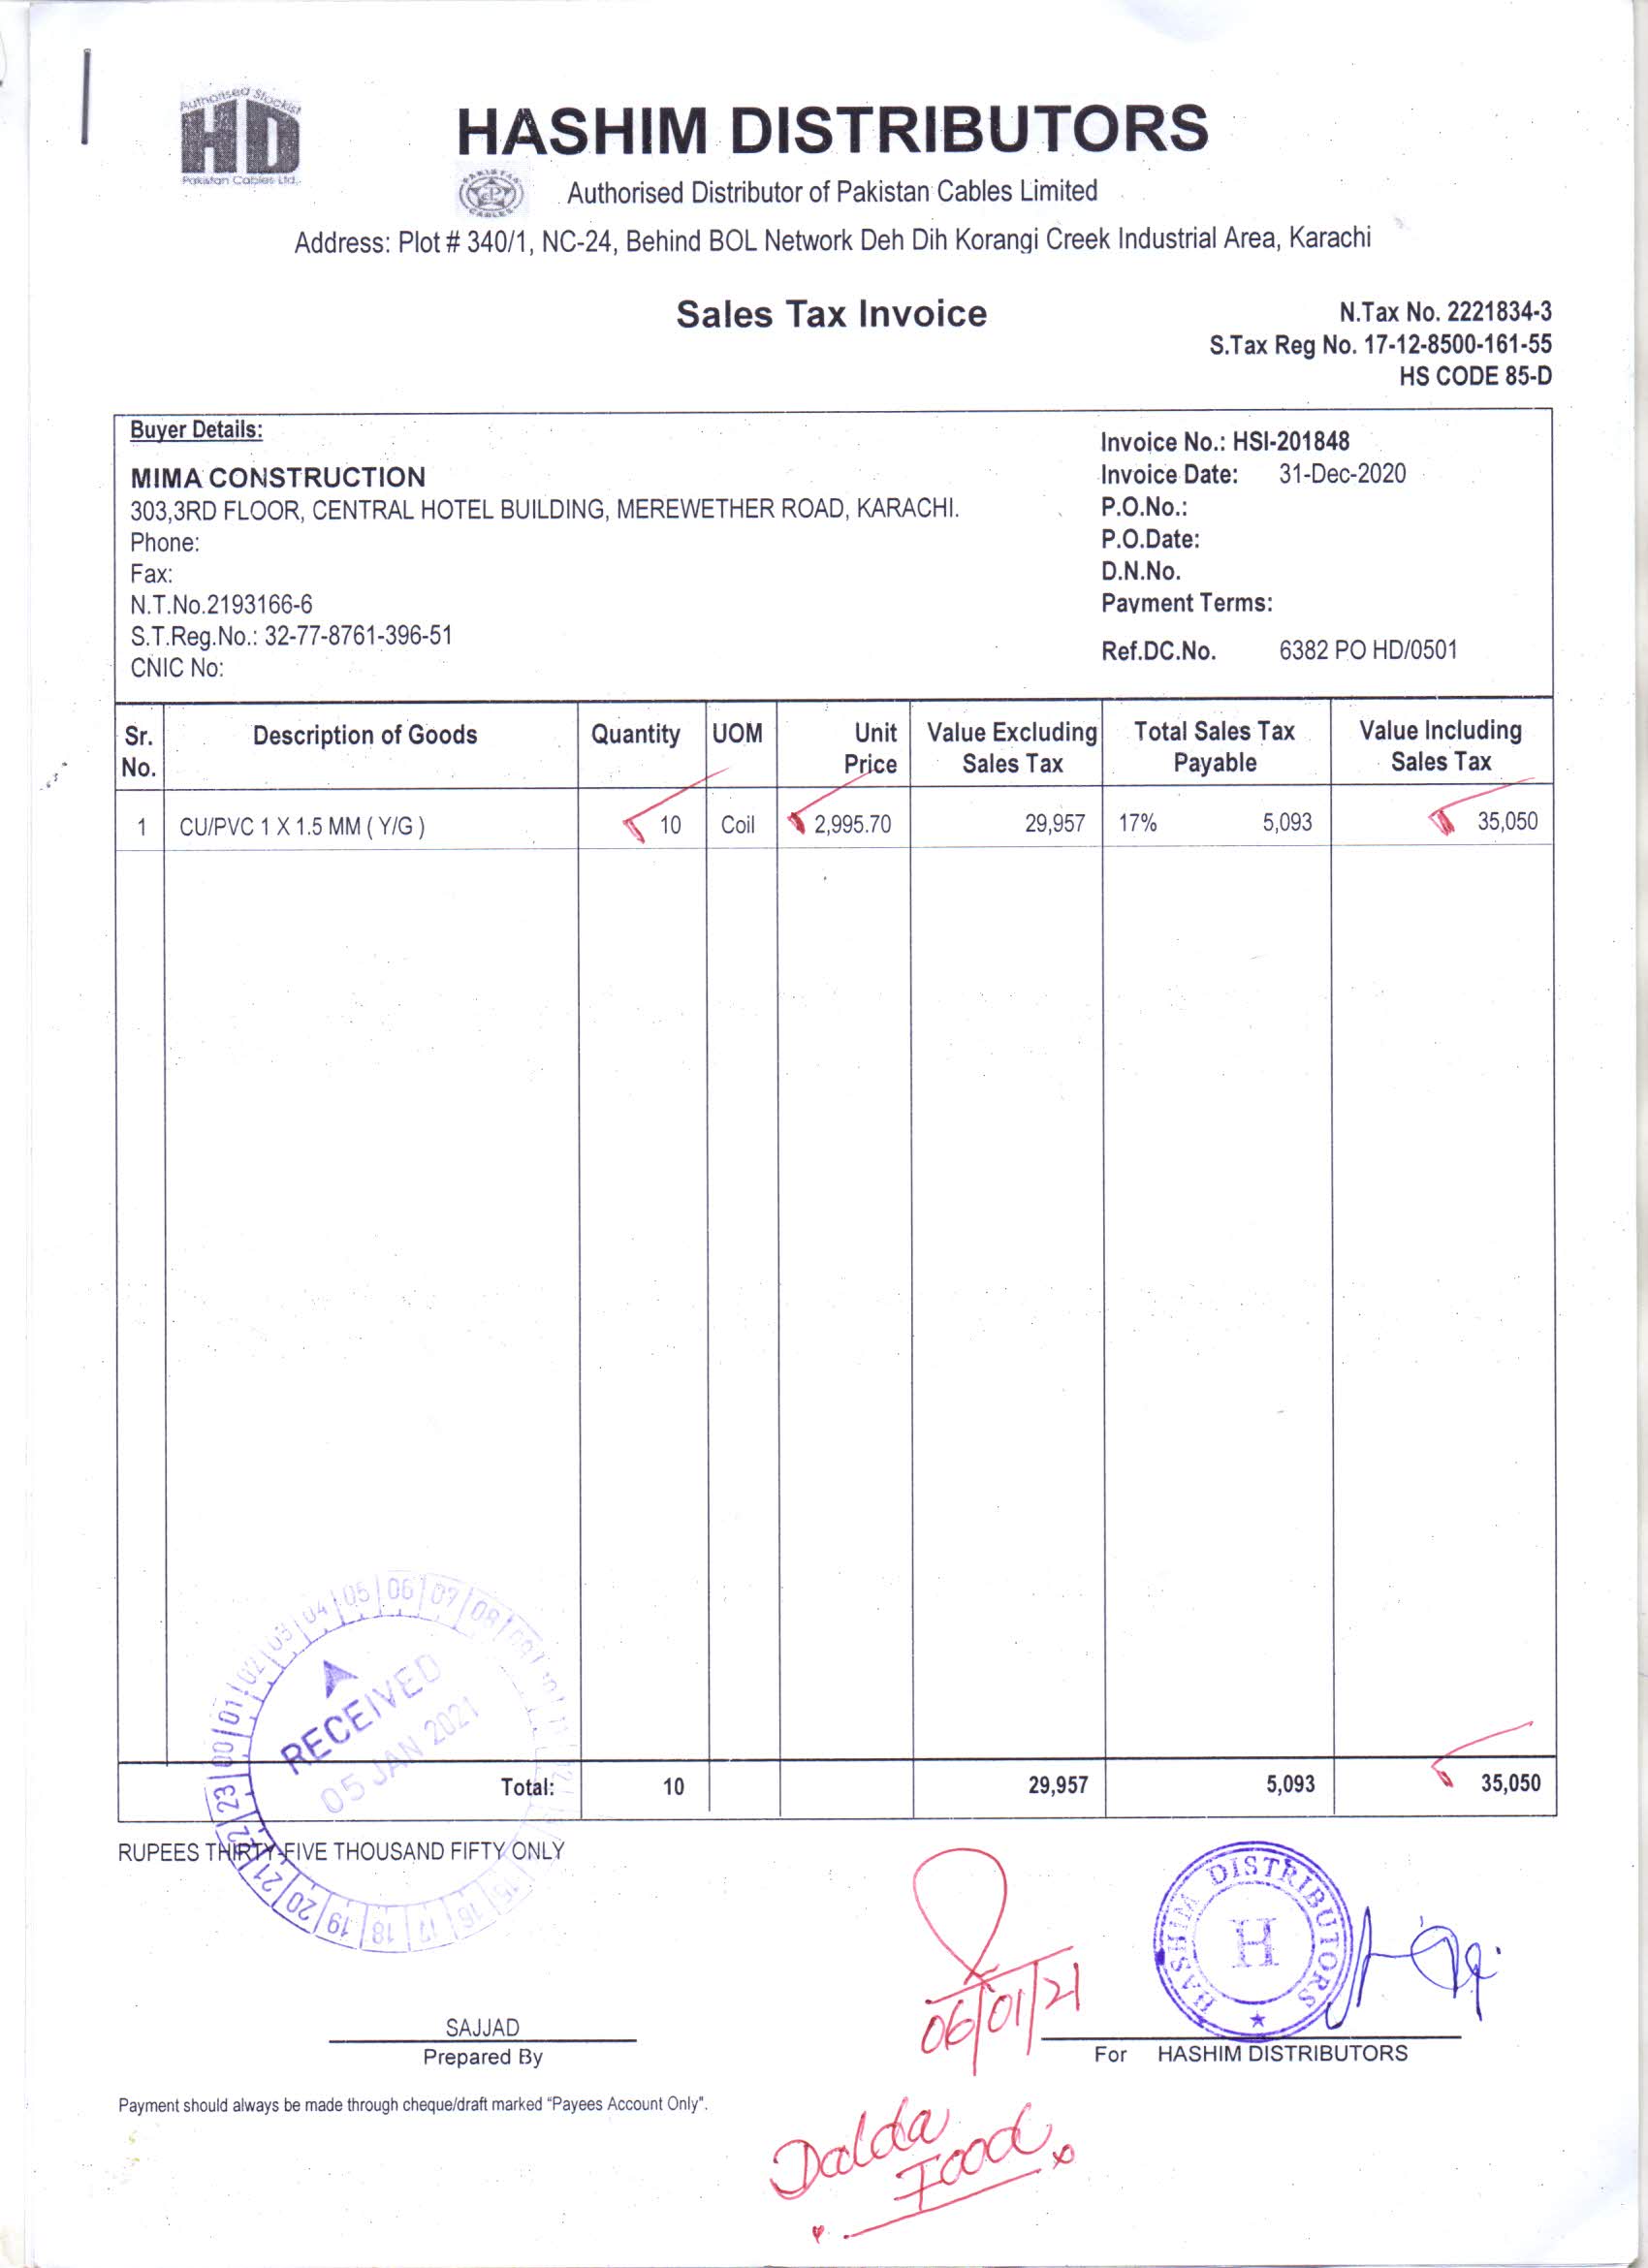 Authorised Stockist
HD
Pakistan Cables Ltd.
HASHIM DISTRIBUTORS
PAKISTAN CABLES
Authorised Distributor of Pakistan Cables Limited
Address: Plot # 340/1, NC-24, Behind BOL Network Deh Dih Korangi Creek Industrial Area, Karachi
Sales Tax Invoice
N.Tax No. 2221834-3
S.Tax Reg No. 17-12-8500-161-55
HS CODE 85-D
Buyer Details:
MIMA CONSTRUCTION
303,3RD FLOOR, CENTRAL HOTEL BUILDING, MEREWETHER ROAD, KARACHI.
Phone:
Fax:
N.T.No.2193166-6
S.T.Reg.No.: 32-77-8761-396-51
CNIC No:
Invoice No.: HSI-201848
Invoice Date: 31-Dec-2020
P.O.No.:
P.O.Date:
D.N.No.
Payment Terms:
Ref.DC.No. 6382 PO HD/0501
Sr. No. Description of Goods Quantity UOM Unit Price Value Excluding Sales Tax Total Sales Tax Payable Value Including Sales Tax
1 CU/PVC 1 X 1.5 MM ( Y/G ) 10 Coil 2,995.70 29,957 17% 5,093 35,050
RECEIVED
05 JAN 2021
00 01 02 03 04 05 06 07 08 09
12
15 16 17 18 19 20 21 22 23
Total: 10 29,957 5,093 35,050
RUPEES THIRTY-FIVE THOUSAND FIFTY ONLY
06/01/21
HASHIM DISTRIBUTORS
H
SAJJAD
Prepared By
For HASHIM DISTRIBUTORS
Payment should always be made through cheque/draft marked "Payees Account Only".
Dalda
Food